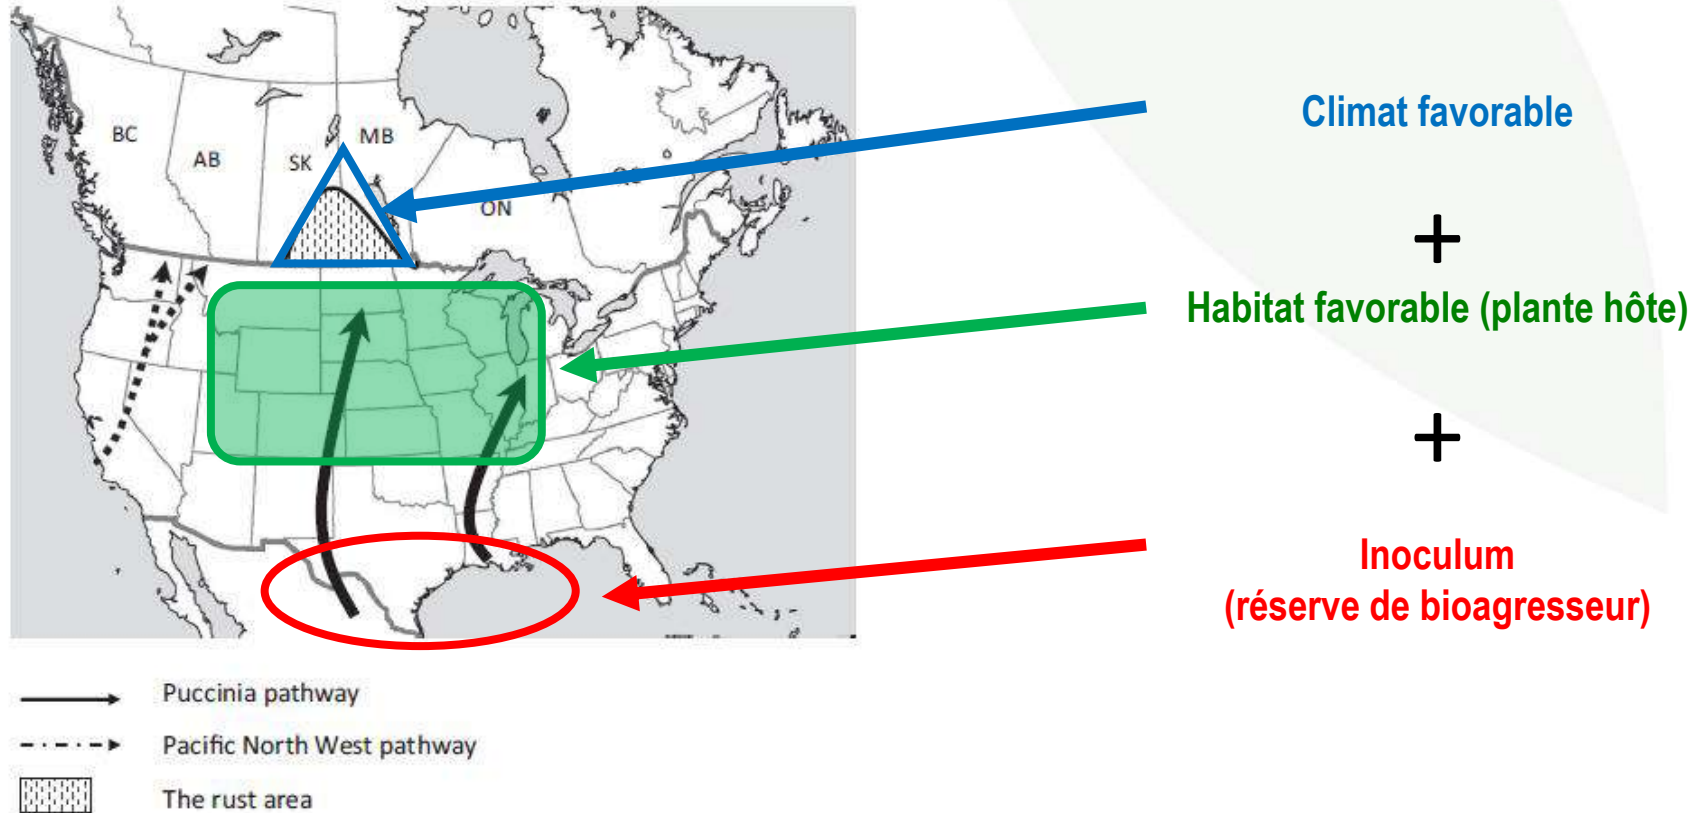 BC
AB
SK
MB
ON
Climat favorable
+
Habitat favorable (plante hôte)
+
Inoculum
(réserve de bioagresseur)
Puccinia pathway
Pacific North West pathway
The rust area